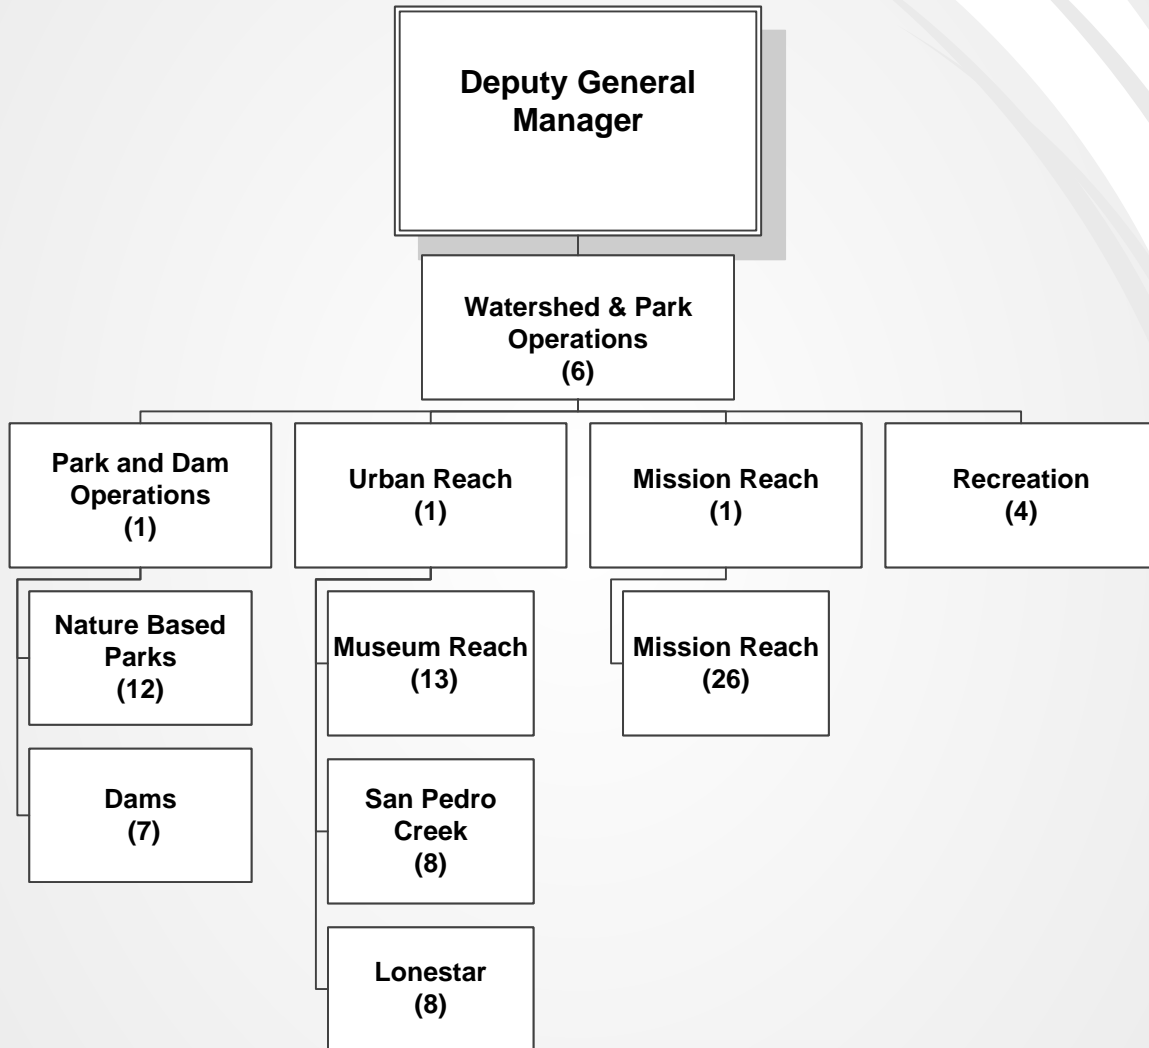 Deputy General
Manager
Watershed & Park
Operations
(6)
Park and Dam
Operations
(1)
Urban Reach
(1)
Mission Reach
(1)
Recreation
(4)
Nature Based
Parks
(12)
Dams
(7)
Museum Reach
(13)
San Pedro
Creek
(8)
Lonestar
(8)
Mission Reach
(26)